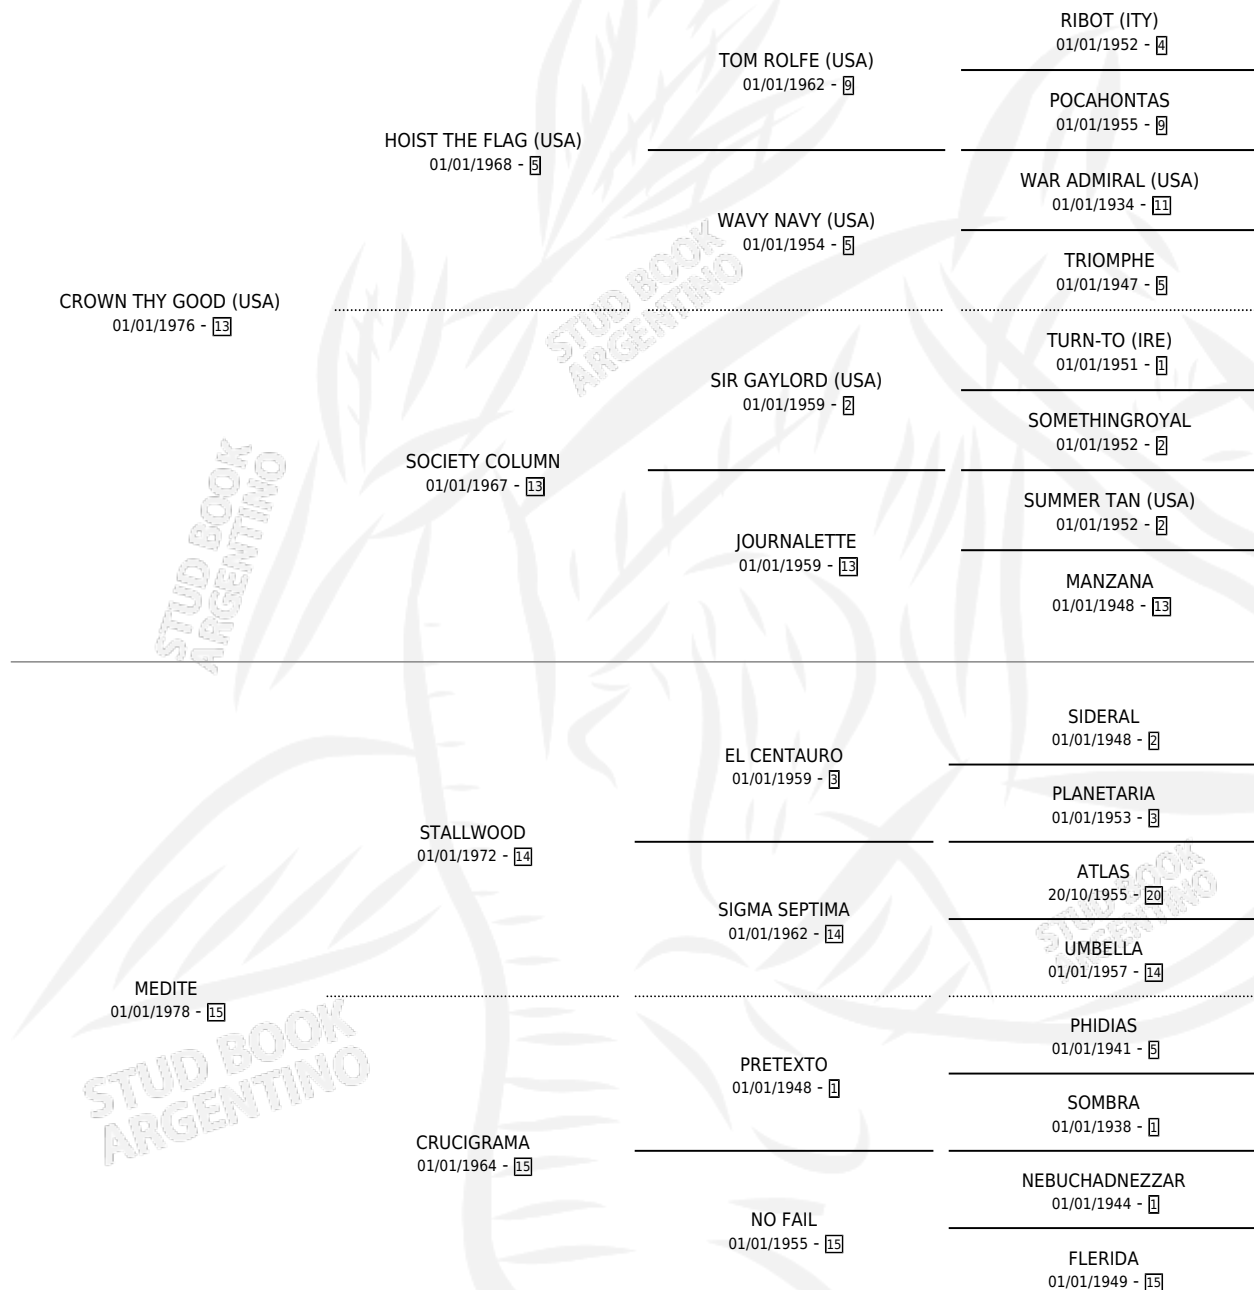 RIBOT (ITY)
01/01/1952 - 4
TOM ROLFE (USA)
01/01/1962 - 9
POCAHONTAS
01/01/1955 - 9
HOIST THE FLAG (USA)
01/01/1968 - 5
WAR ADMIRAL (USA)
01/01/1934 - 11
WAVY NAVY (USA)
01/01/1954 - 5
TRIOMPHE
01/01/1947 - 5
CROWN THY GOOD (USA)
01/01/1976 - 13
TURN-TO (IRE)
01/01/1951 - 1
SIR GAYLORD (USA)
01/01/1959 - 2
SOMETHINGROYAL
01/01/1952 - 2
SOCIETY COLUMN
01/01/1967 - 13
SUMMER TAN (USA)
01/01/1952 - 2
JOURNALETTE
01/01/1959 - 13
MANZANA
01/01/1948 - 13
SIDERAL
01/01/1948 - 2
EL CENTAURO
01/01/1959 - 3
PLANETARIA
01/01/1953 - 3
STALLWOOD
01/01/1972 - 14
ATLAS
20/10/1955 - 20
SIGMA SEPTIMA
01/01/1962 - 14
UMBELLA
01/01/1957 - 14
MEDITE
01/01/1978 - 15
PHIDIAS
01/01/1941 - 5
PRETEXTO
01/01/1948 - 1
SOMBRA
01/01/1938 - 1
CRUCIGRAMA
01/01/1964 - 15
NEBUCHADNEZZAR
01/01/1944 - 1
NO FAIL
01/01/1955 - 15
FLERIDA
01/01/1949 - 15
STUD BOOK
ARGENTINO
STUD BOOK
ARGENTINO
STUD BOOK
ARGENTINO
STUD BOOK
ARGENTINO